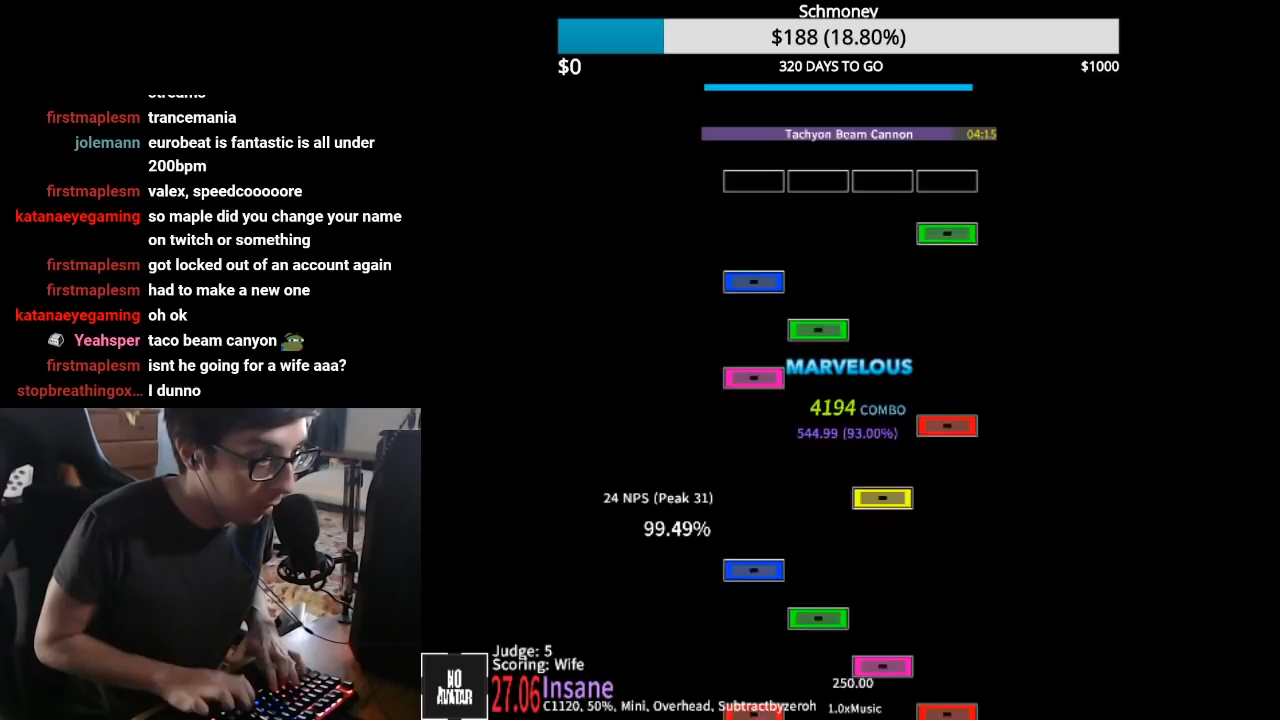 Schmoney
$188 (18.80%)
$0
320 DAYS TO GO
$1000
streams
firstmaplesm trancemania
jolemann eurobeat is fantastic is all under
200bpm
firstmaplesm valex, speedcooooore
katanaeyegaming so maple did you change your name
on twitch or something
firstmaplesm got locked out of an account again
firstmaplesm had to make a new one
katanaeyegaming oh ok
Yeahsper taco beam canyon
firstmaplesm isnt he going for a wife aaa?
stopbreathingox... I dunno
Tachyon Beam Cannon 04:15
MARVELOUS
4194 COMBO
544.99 (93.00%)
24 NPS (Peak 31)
99.49%
NO
AVATAR
Judge: 5
Scoring: Wife
27.06 Insane
C1120, 50%, Mini, Overhead, Subtractbyzeroh
250.00
1.0xMusic